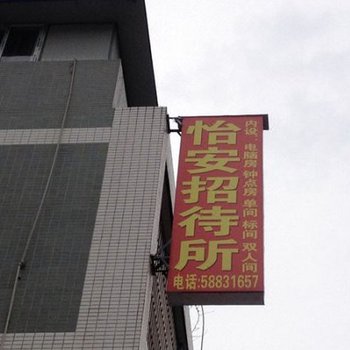 怡安招待所
内设：电脑房 钟点房 单间 标间 双人间
电话:58831657